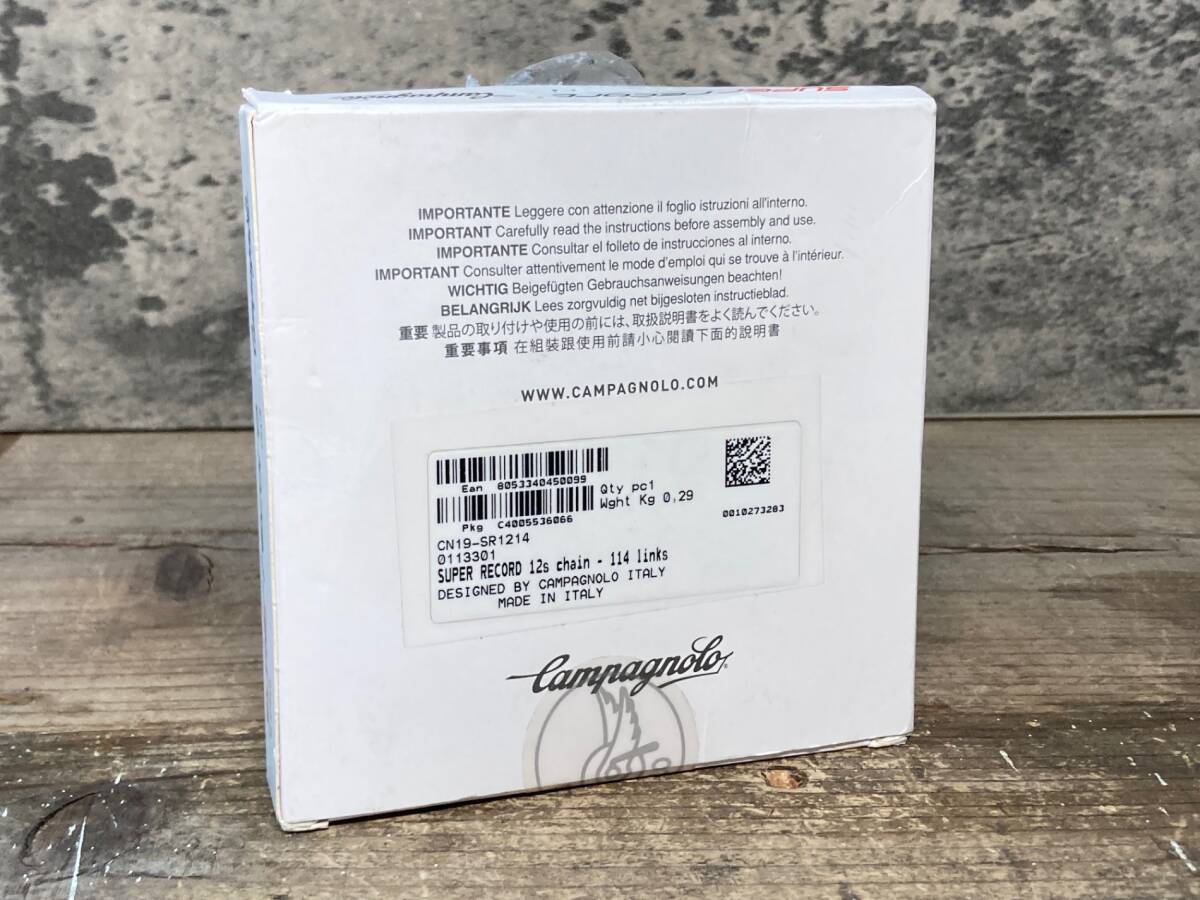 Campagnolo
SUPER record
IMPORTANTE Leggere con attenzione il foglio istruzioni all'interno.
IMPORTANT Carefully read the instructions before assembly and use.
IMPORTANTE Consultar el folleto de instrucciones al interno.
IMPORTANT Consulter attentivement le mode d'emploi qui se trouve à l'intérieur.
WICHTIG Beigefügten Gebrauchsanweisungen beachten!
BELANGRIJK Lees zorgvuldig net bijgesloten instructieblad.
重要 製品の取り付けや使用の前には、取扱説明書をよく読んでください。
重要事項 在組裝跟使用前請小心閱讀下面的說明書
WWW.CAMPAGNOLO.COM
Ean 8053340450099
Qty pc1
Wght Kg 0,29
Pkg C4005536066
0010273283
CN19-SR1214
0113301
SUPER RECORD 12s chain - 114 links
DESIGNED BY CAMPAGNOLO ITALY
MADE IN ITALY
Campagnolo